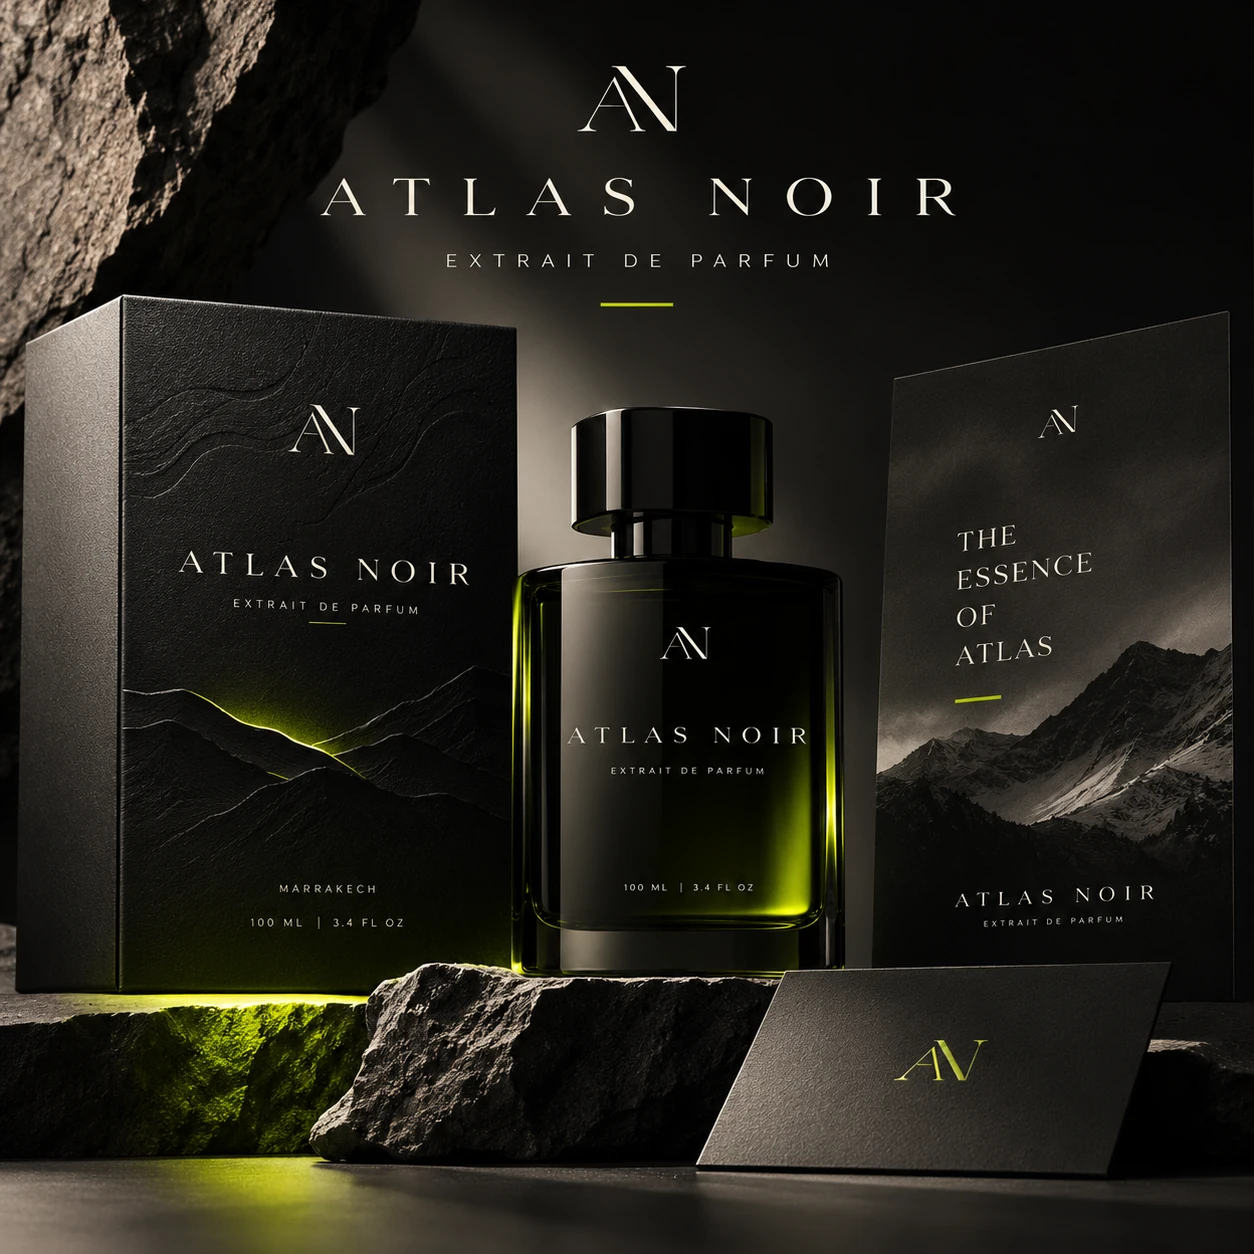 AN
ATLAS NOIR
EXTRAIT DE PARFUM
AN
ATLAS NOIR
EXTRAIT DE PARFUM
MARRAKECH
100 ML | 3.4 FL OZ
AN
ATLAS NOIR
EXTRAIT DE PARFUM
100 ML | 3.4 FL OZ
AN
THE
ESSENCE
OF
ATLAS
ATLAS NOIR
EXTRAIT DE PARFUM
AN